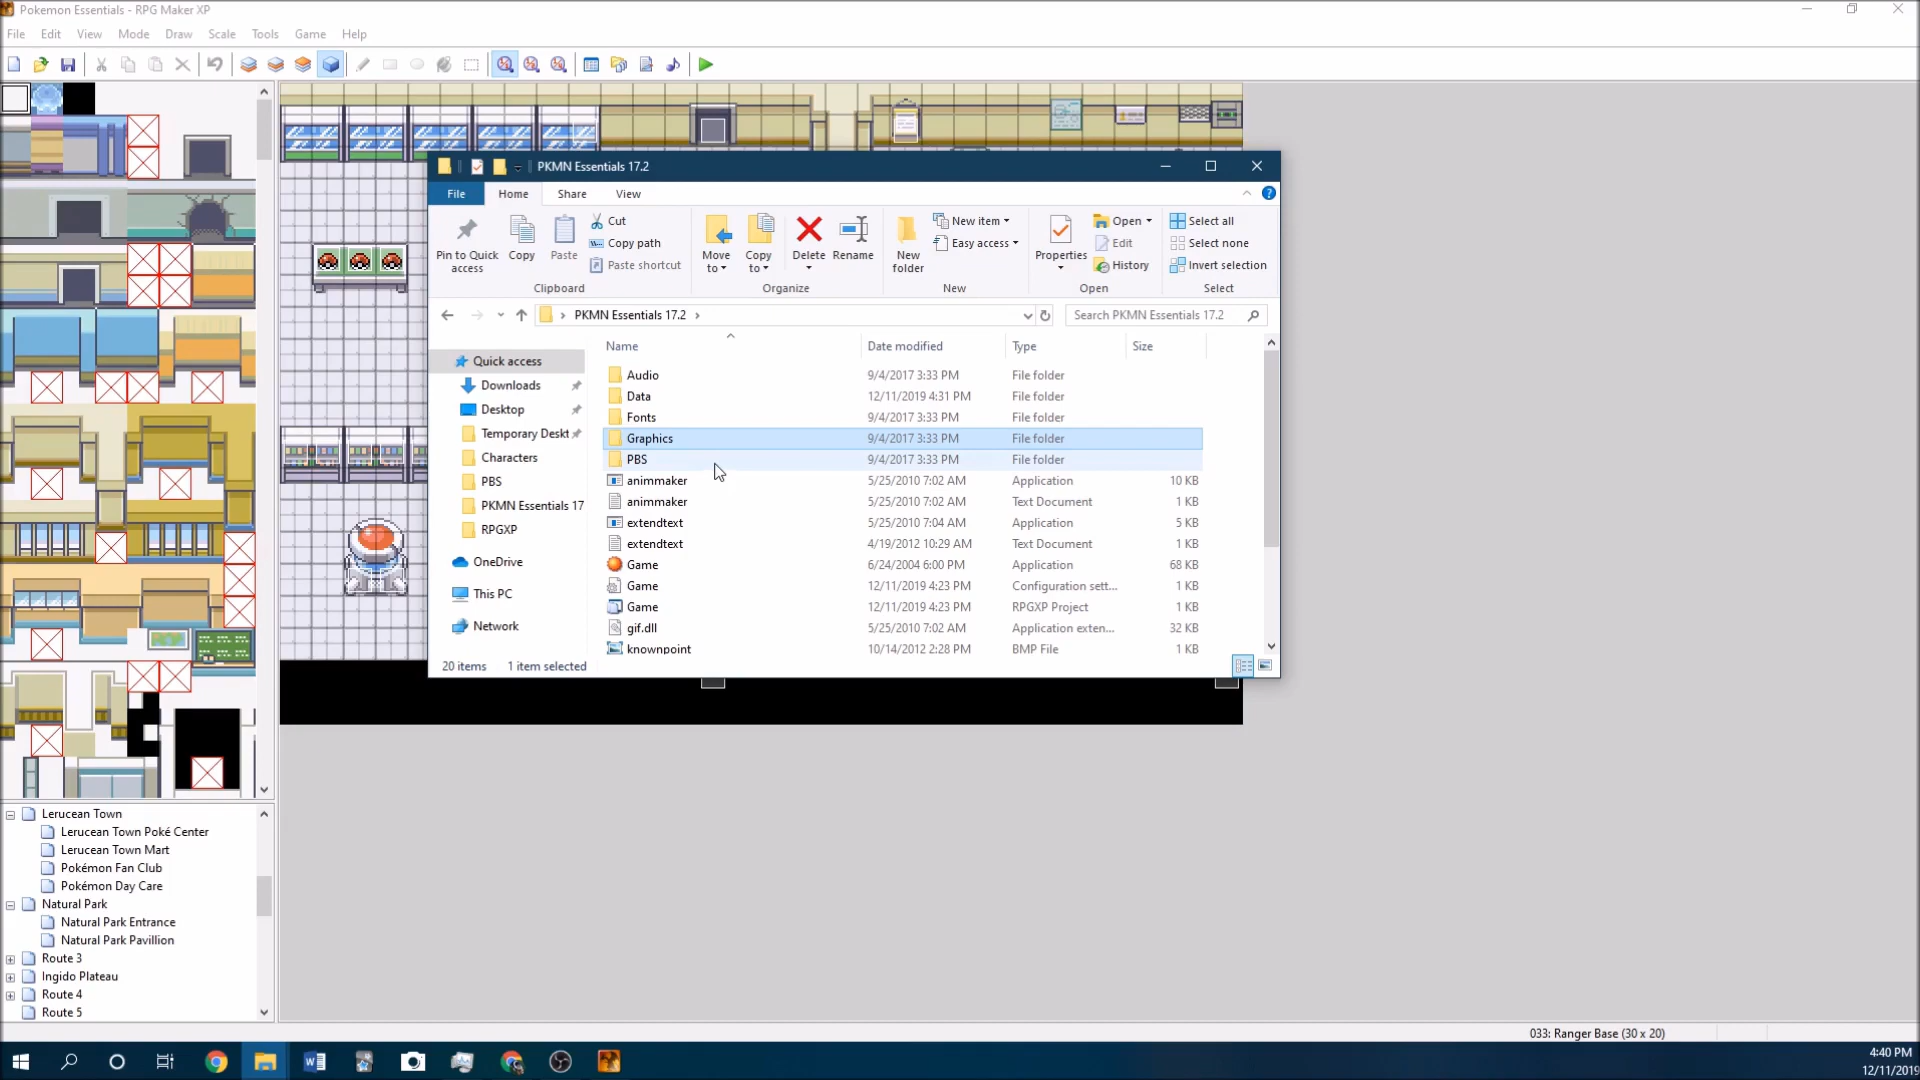 Pokemon Essentials - RPG Maker XP
File Edit View Mode Draw Scale Tools Game Help
PKMN Essentials 17.2
File Home Share View
Pin to Quick access
Copy
Paste
Cut
Copy path
Paste shortcut
Clipboard
Move to
Copy to
Delete
Rename
Organize
New folder
New item
Easy access
New
Properties
Open
Edit
History
Open
Select all
Select none
Invert selection
Select
PKMN Essentials 17.2
Search PKMN Essentials 17.2
Quick access
Downloads
Desktop
Temporary Deskt
Characters
PBS
PKMN Essentials 17
RPGXP
OneDrive
This PC
Network
Name Date modified Type Size
Audio 9/4/2017 3:33 PM File folder
Data 12/11/2019 4:31 PM File folder
Fonts 9/4/2017 3:33 PM File folder
Graphics 9/4/2017 3:33 PM File folder
PBS 9/4/2017 3:33 PM File folder
animmaker 5/25/2010 7:02 AM Application 10 KB
animmaker 5/25/2010 7:02 AM Text Document 1 KB
extendtext 5/25/2010 7:04 AM Application 5 KB
extendtext 4/19/2012 10:29 AM Text Document 1 KB
Game 6/24/2004 6:00 PM Application 68 KB
Game 12/11/2019 4:23 PM Configuration sett... 1 KB
Game 12/11/2019 4:23 PM RPGXP Project 1 KB
gif.dll 5/25/2010 7:02 AM Application exten... 32 KB
knownpoint 10/14/2012 2:28 PM BMP File 1 KB
20 items 1 item selected
Lerucean Town
Lerucean Town Poké Center
Lerucean Town Mart
Pokémon Fan Club
Pokémon Day Care
Natural Park
Natural Park Entrance
Natural Park Pavillion
Route 3
Ingido Plateau
Route 4
Route 5
033: Ranger Base (30 x 20)
4:40 PM
12/11/2019